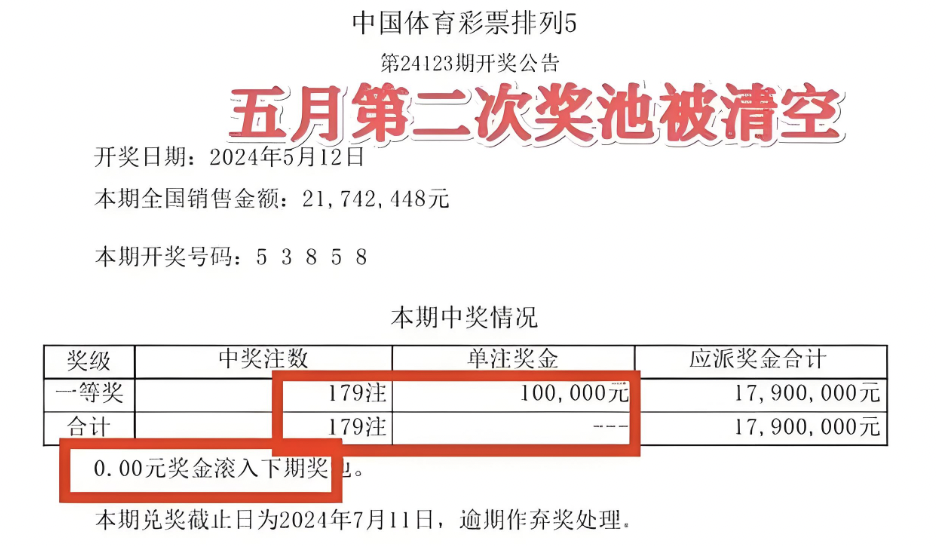 中国体育彩票排列5
第24123期开奖公告
五月第二次奖池被清空
开奖日期：2024年5月12日
本期全国销售金额：21,742,448元
本期开奖号码：5 3 8 5 8
本期中奖情况
奖级 中奖注数 单注奖金 应派奖金合计
一等奖 179注 100,000元 17,900,000元
合计 179注 --- 17,900,000元
0.00元奖金滚入下期奖池。
本期兑奖截止日为2024年7月11日，逾期作弃奖处理。